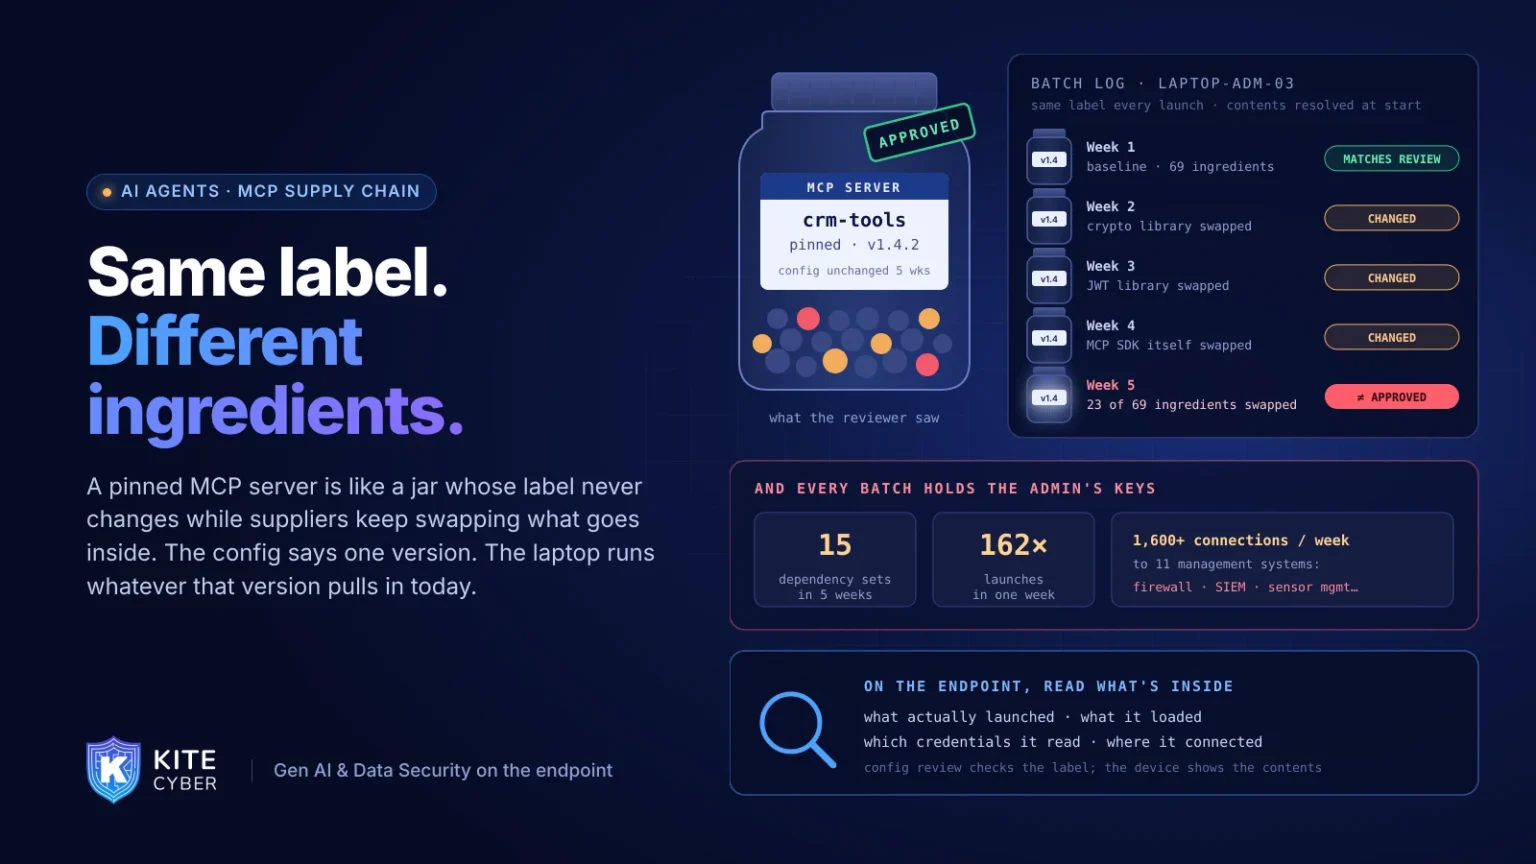 AI AGENTS · MCP SUPPLY CHAIN
Same label.
Different
ingredients.
A pinned MCP server is like a jar whose label never
changes while suppliers keep swapping what goes
inside. The config says one version. The laptop runs
whatever that version pulls in today.
K
KITE
CYBER
Gen AI & Data Security on the endpoint
APPROVED
MCP SERVER
crm-tools
pinned · v1.4.2
config unchanged 5 wks
what the reviewer saw
BATCH LOG · LAPTOP-ADM-03
same label every launch · contents resolved at start
v1.4
Week 1
baseline · 69 ingredients
MATCHES REVIEW
v1.4
Week 2
crypto library swapped
CHANGED
v1.4
Week 3
JWT library swapped
CHANGED
v1.4
Week 4
MCP SDK itself swapped
CHANGED
v1.4
Week 5
23 of 69 ingredients swapped
≠ APPROVED
AND EVERY BATCH HOLDS THE ADMIN'S KEYS
15
dependency sets
in 5 weeks
162×
launches
in one week
1,600+ connections / week
to 11 management systems:
firewall · SIEM · sensor mgmt…
ON THE ENDPOINT, READ WHAT'S INSIDE
what actually launched · what it loaded
which credentials it read · where it connected
config review checks the label; the device shows the contents